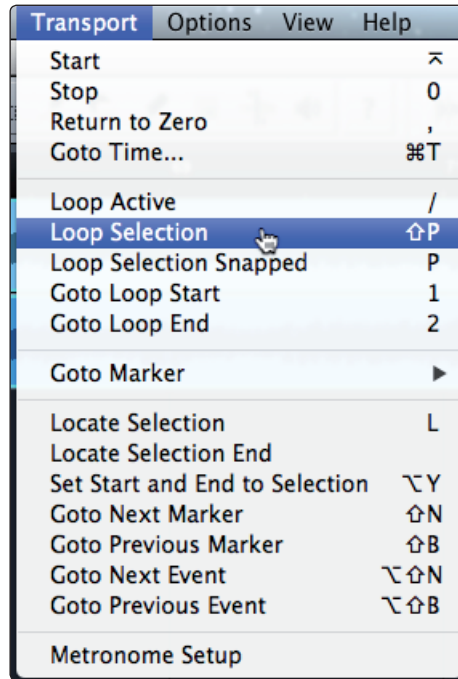 Transport Options View Help
Start ⌅
Stop 0
Return to Zero ,
Goto Time... ⌘T
Loop Active /
Loop Selection ⇧P
Loop Selection Snapped P
Goto Loop Start 1
Goto Loop End 2
Goto Marker ▶
Locate Selection L
Locate Selection End
Set Start and End to Selection ⌥Y
Goto Next Marker ⇧N
Goto Previous Marker ⇧B
Goto Next Event ⌥⇧N
Goto Previous Event ⌥⇧B
Metronome Setup